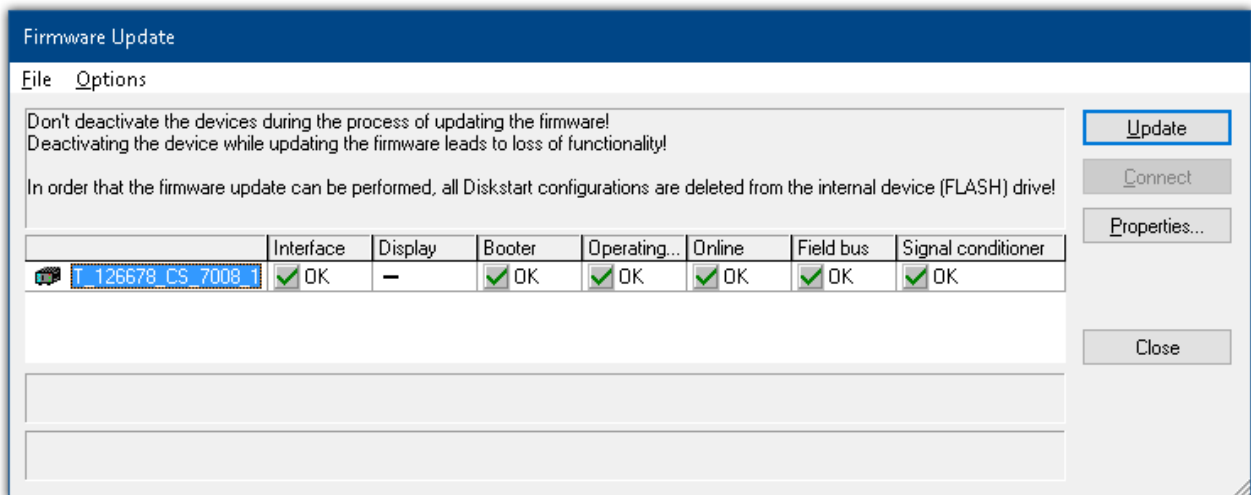 Firmware Update
File Options
Don't deactivate the devices during the process of updating the firmware!
Deactivating the device while updating the firmware leads to loss of functionality!
In order that the firmware update can be performed, all Diskstart configurations are deleted from the internal device (FLASH) drive!
Update
Connect
Properties...
Interface Display Booter Operating... Online Field bus Signal conditioner
T_126678_CS_7008_1 OK – OK OK OK OK OK
Close